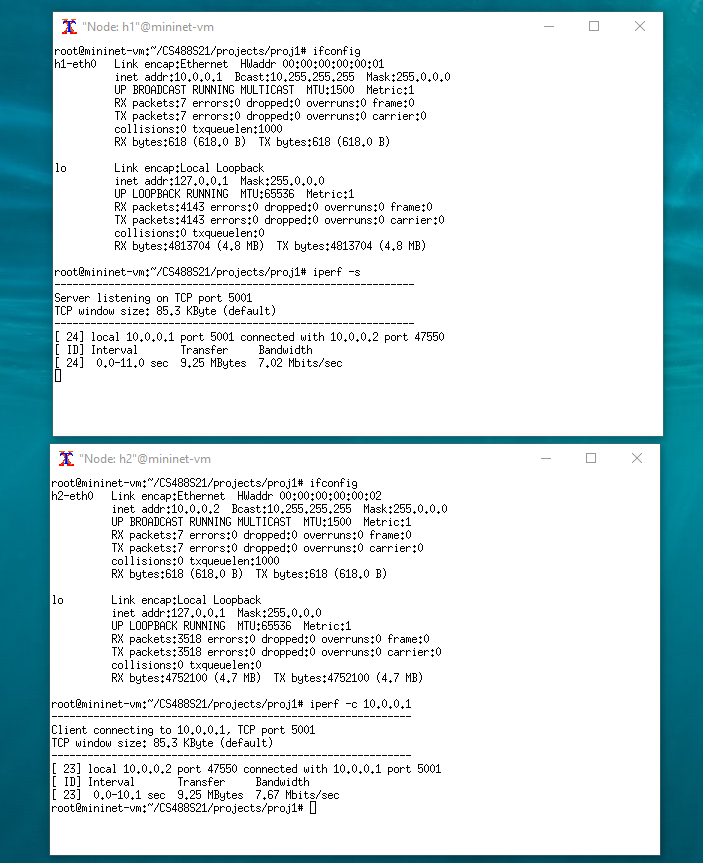 "Node: h1"@mininet-vm
root@mininet-vm:~/CS488S21/projects/proj1# ifconfig
h1-eth0   Link encap:Ethernet  HWaddr 00:00:00:00:00:01
          inet addr:10.0.0.1  Bcast:10.255.255.255  Mask:255.0.0.0
          UP BROADCAST RUNNING MULTICAST  MTU:1500  Metric:1
          RX packets:7 errors:0 dropped:0 overruns:0 frame:0
          TX packets:7 errors:0 dropped:0 overruns:0 carrier:0
          collisions:0 txqueuelen:1000
          RX bytes:618 (618.0 B)  TX bytes:618 (618.0 B)

lo        Link encap:Local Loopback
          inet addr:127.0.0.1  Mask:255.0.0.0
          UP LOOPBACK RUNNING  MTU:65536  Metric:1
          RX packets:4143 errors:0 dropped:0 overruns:0 frame:0
          TX packets:4143 errors:0 dropped:0 overruns:0 carrier:0
          collisions:0 txqueuelen:0
          RX bytes:4813704 (4.8 MB)  TX bytes:4813704 (4.8 MB)

root@mininet-vm:~/CS488S21/projects/proj1# iperf -s
------------------------------------------------------------
Server listening on TCP port 5001
TCP window size: 85.3 KByte (default)
------------------------------------------------------------
[ 24] local 10.0.0.1 port 5001 connected with 10.0.0.2 port 47550
[ ID] Interval       Transfer     Bandwidth
[ 24]  0.0-11.0 sec  9.25 MBytes  7.02 Mbits/sec
"Node: h2"@mininet-vm
root@mininet-vm:~/CS488S21/projects/proj1# ifconfig
h2-eth0   Link encap:Ethernet  HWaddr 00:00:00:00:00:02
          inet addr:10.0.0.2  Bcast:10.255.255.255  Mask:255.0.0.0
          UP BROADCAST RUNNING MULTICAST  MTU:1500  Metric:1
          RX packets:7 errors:0 dropped:0 overruns:0 frame:0
          TX packets:7 errors:0 dropped:0 overruns:0 carrier:0
          collisions:0 txqueuelen:1000
          RX bytes:618 (618.0 B)  TX bytes:618 (618.0 B)

lo        Link encap:Local Loopback
          inet addr:127.0.0.1  Mask:255.0.0.0
          UP LOOPBACK RUNNING  MTU:65536  Metric:1
          RX packets:3518 errors:0 dropped:0 overruns:0 frame:0
          TX packets:3518 errors:0 dropped:0 overruns:0 carrier:0
          collisions:0 txqueuelen:0
          RX bytes:4752100 (4.7 MB)  TX bytes:4752100 (4.7 MB)

root@mininet-vm:~/CS488S21/projects/proj1# iperf -c 10.0.0.1
------------------------------------------------------------
Client connecting to 10.0.0.1, TCP port 5001
TCP window size: 85.3 KByte (default)
------------------------------------------------------------
[ 23] local 10.0.0.2 port 47550 connected with 10.0.0.1 port 5001
[ ID] Interval       Transfer     Bandwidth
[ 23]  0.0-10.1 sec  9.25 MBytes  7.67 Mbits/sec
root@mininet-vm:~/CS488S21/projects/proj1#